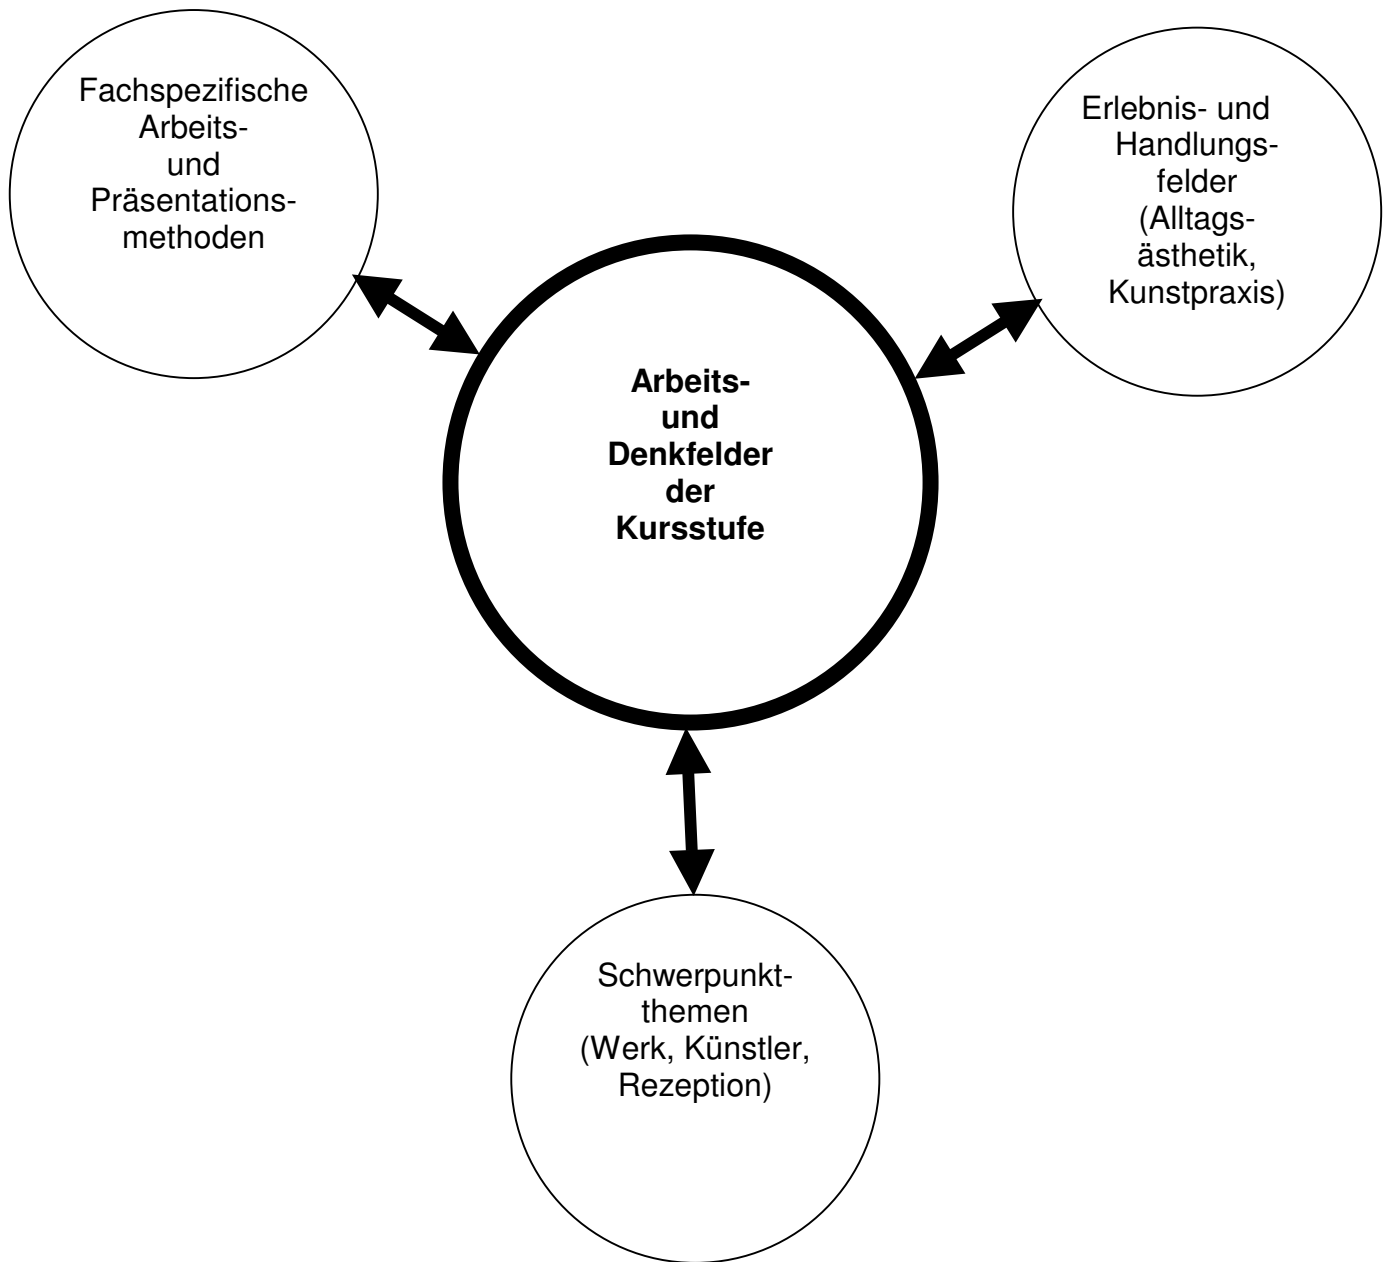 Fachspezifische
Arbeits-
und
Präsentations-
methoden
Erlebnis- und
Handlungs-
felder
(Alltags-
ästhetik,
Kunstpraxis)
Arbeits-
und
Denkfelder
der
Kursstufe
Schwerpunkt-
themen
(Werk, Künstler,
Rezeption)